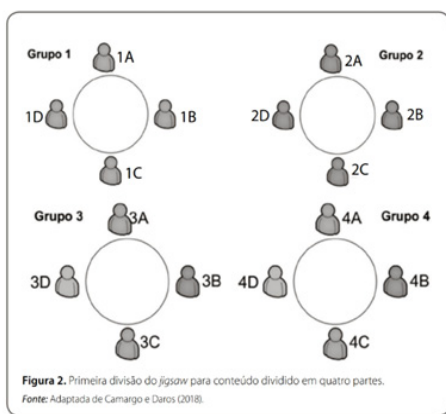 Grupo 1
1A
1D
1B
1C
Grupo 2
2A
2D
2B
2C
Grupo 3
3A
3D
3B
3C
Grupo 4
4A
4D
4B
4C
Figura 2. Primeira divisão do jigsaw para conteúdo dividido em quatro partes.
Fonte: Adaptada de Camargo e Daros (2018).